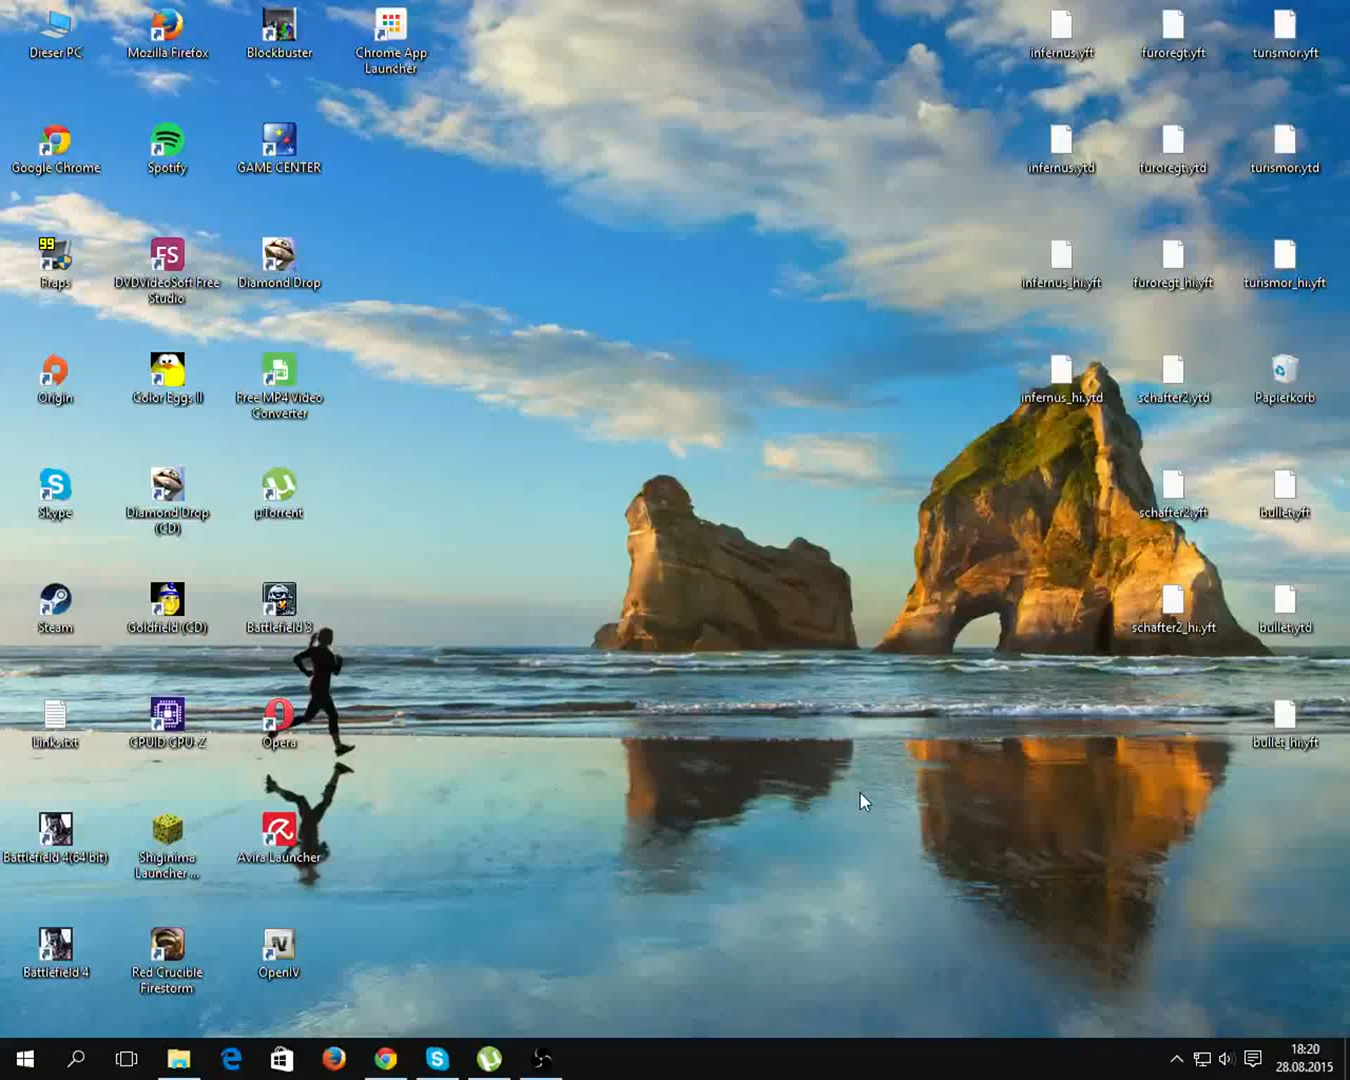 Dieser PC
Mozilla Firefox
Blockbuster
Chrome App
Launcher
infernus.yft
furoregt.yft
turismor.yft
Google Chrome
Spotify
GAME CENTER
infernus.ytd
furoregt.ytd
turismor.ytd
99
Fraps
FS
DVDVideoSoft Free
Studio
Diamond Drop
infernus_hi.yft
furoregt_hi.yft
turismor_hi.yft
Origin
Color Eggs II
Free MP4 Video
Converter
infernus_hi.ytd
schafter2.ytd
Papierkorb
Skype
Diamond Drop
(CD)
µTorrent
schafter2.yft
bullet.yft
Steam
Goldfield (CD)
Battlefield 3
schafter2_hi.yft
bullet.ytd
Links.txt
CPUID CPU-Z
Opera
bullet_hi.yft
Battlefield 4(64 bit)
Shiginima
Launcher ...
Avira Launcher
Battlefield 4
Red Crucible
Firestorm
IV
OpenIV
18:20
28.08.2015